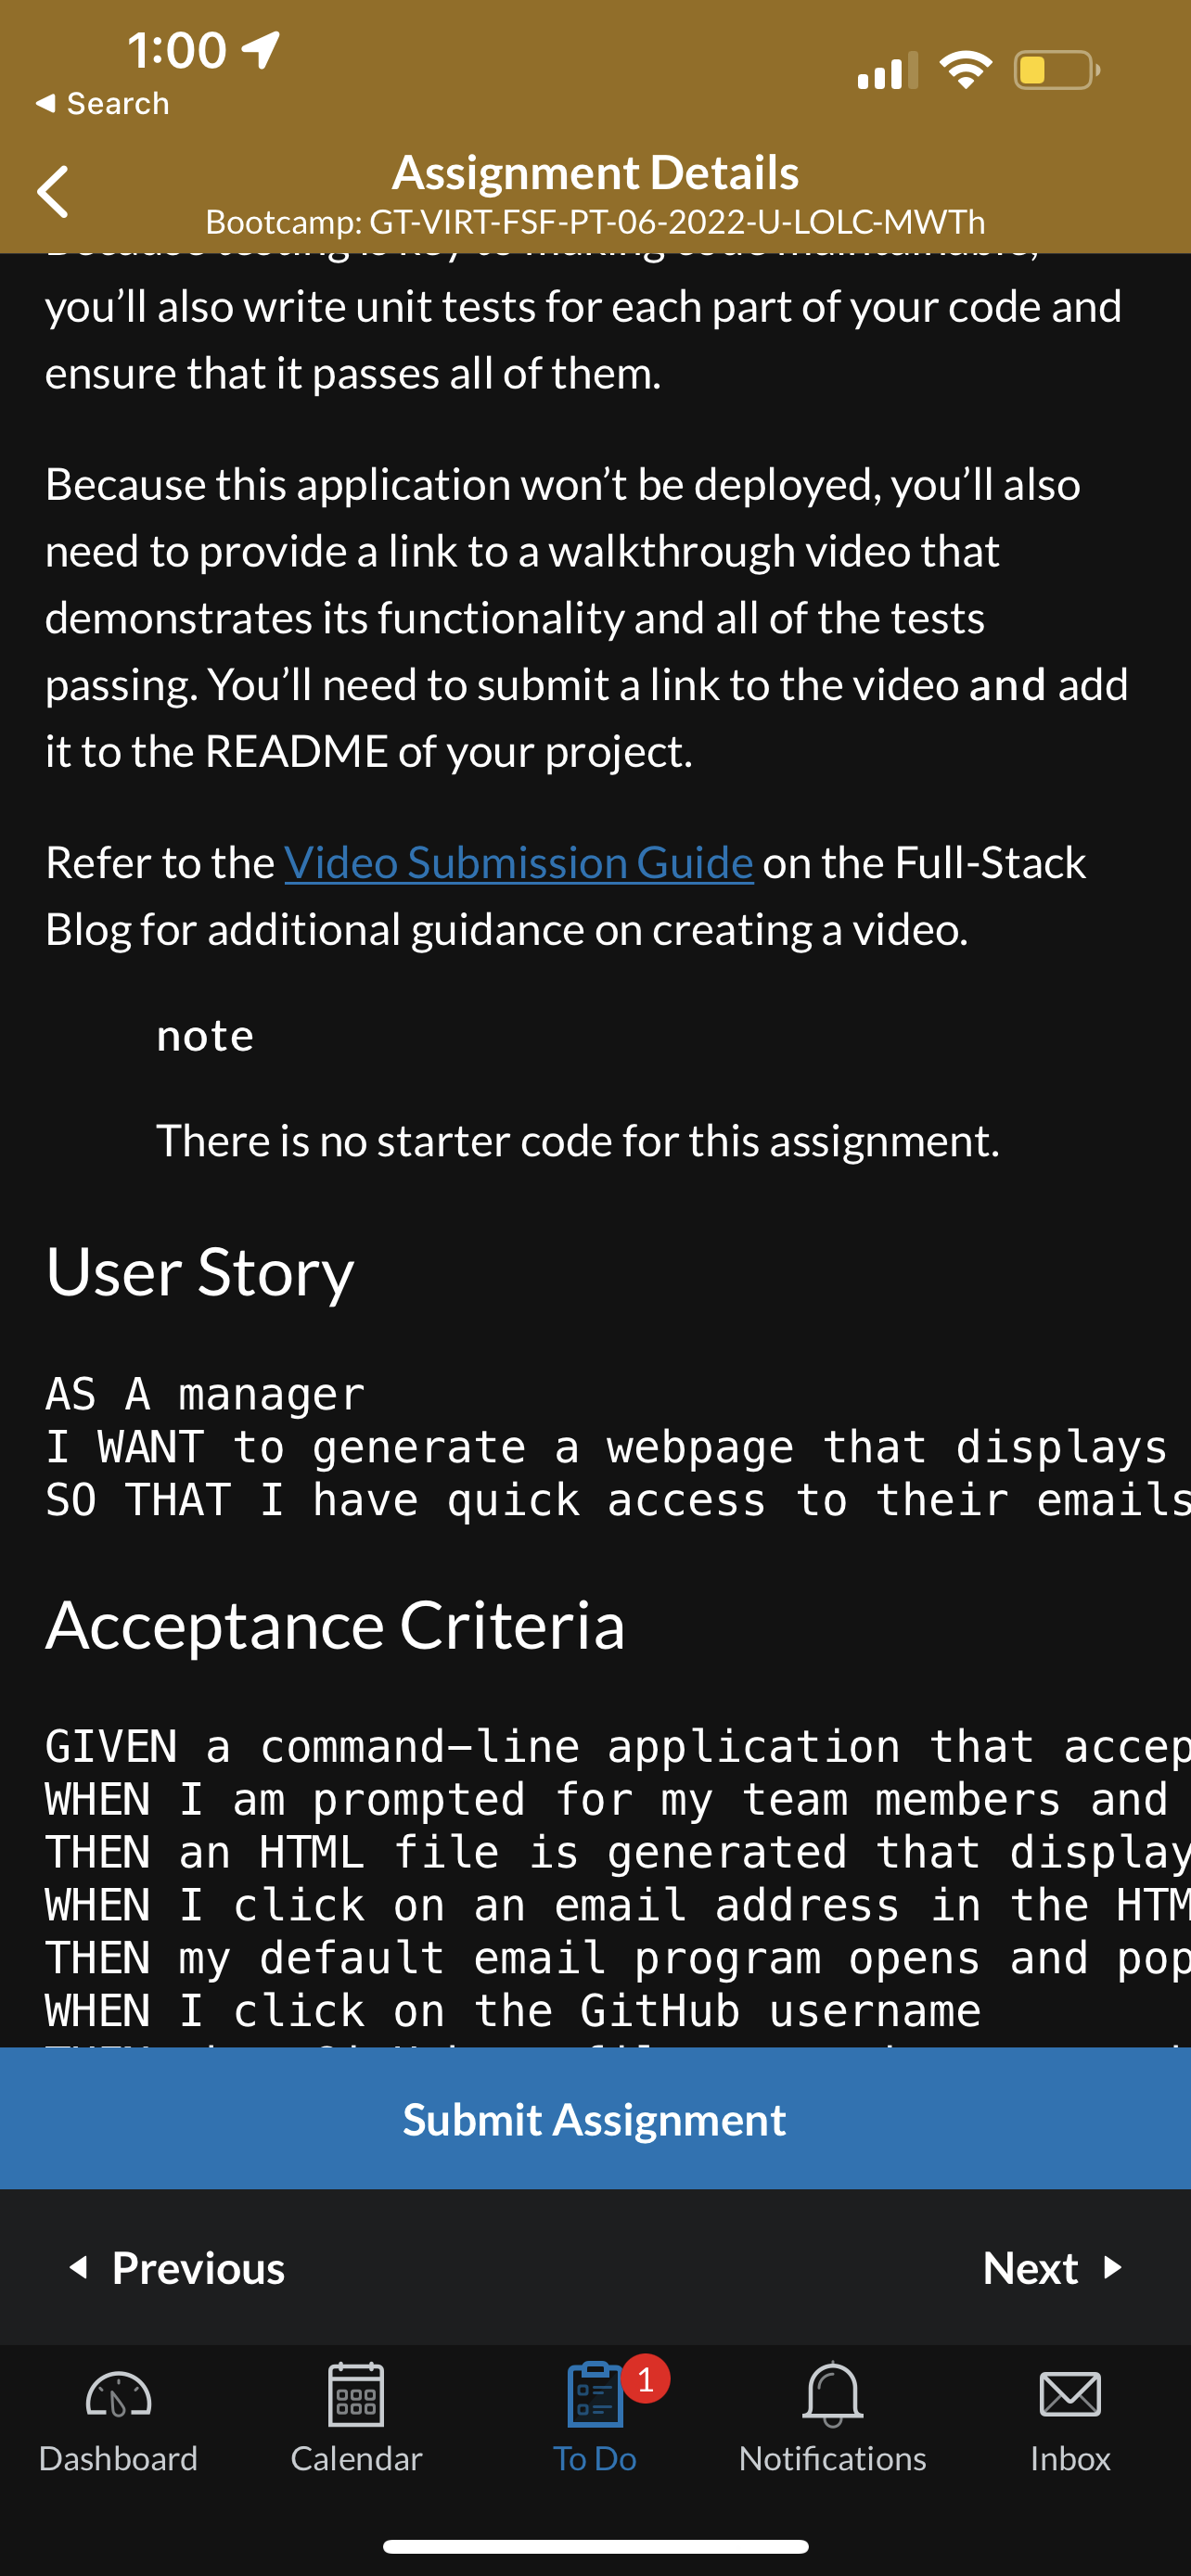 1:00
Search
Assignment Details
Bootcamp: GT-VIRT-FSF-PT-06-2022-U-LOLC-MWTh
you’ll also write unit tests for each part of your code and
ensure that it passes all of them.
Because this application won’t be deployed, you’ll also
need to provide a link to a walkthrough video that
demonstrates its functionality and all of the tests
passing. You’ll need to submit a link to the video and add
it to the README of your project.
Refer to the Video Submission Guide on the Full-Stack
Blog for additional guidance on creating a video.
note
There is no starter code for this assignment.
User Story
AS A manager
I WANT to generate a webpage that displays
SO THAT I have quick access to their emails
Acceptance Criteria
GIVEN a command-line application that accep
WHEN I am prompted for my team members and
THEN an HTML file is generated that display
WHEN I click on an email address in the HTM
THEN my default email program opens and pop
WHEN I click on the GitHub username
Submit Assignment
Previous
Next
1
Dashboard
Calendar
To Do
Notifications
Inbox